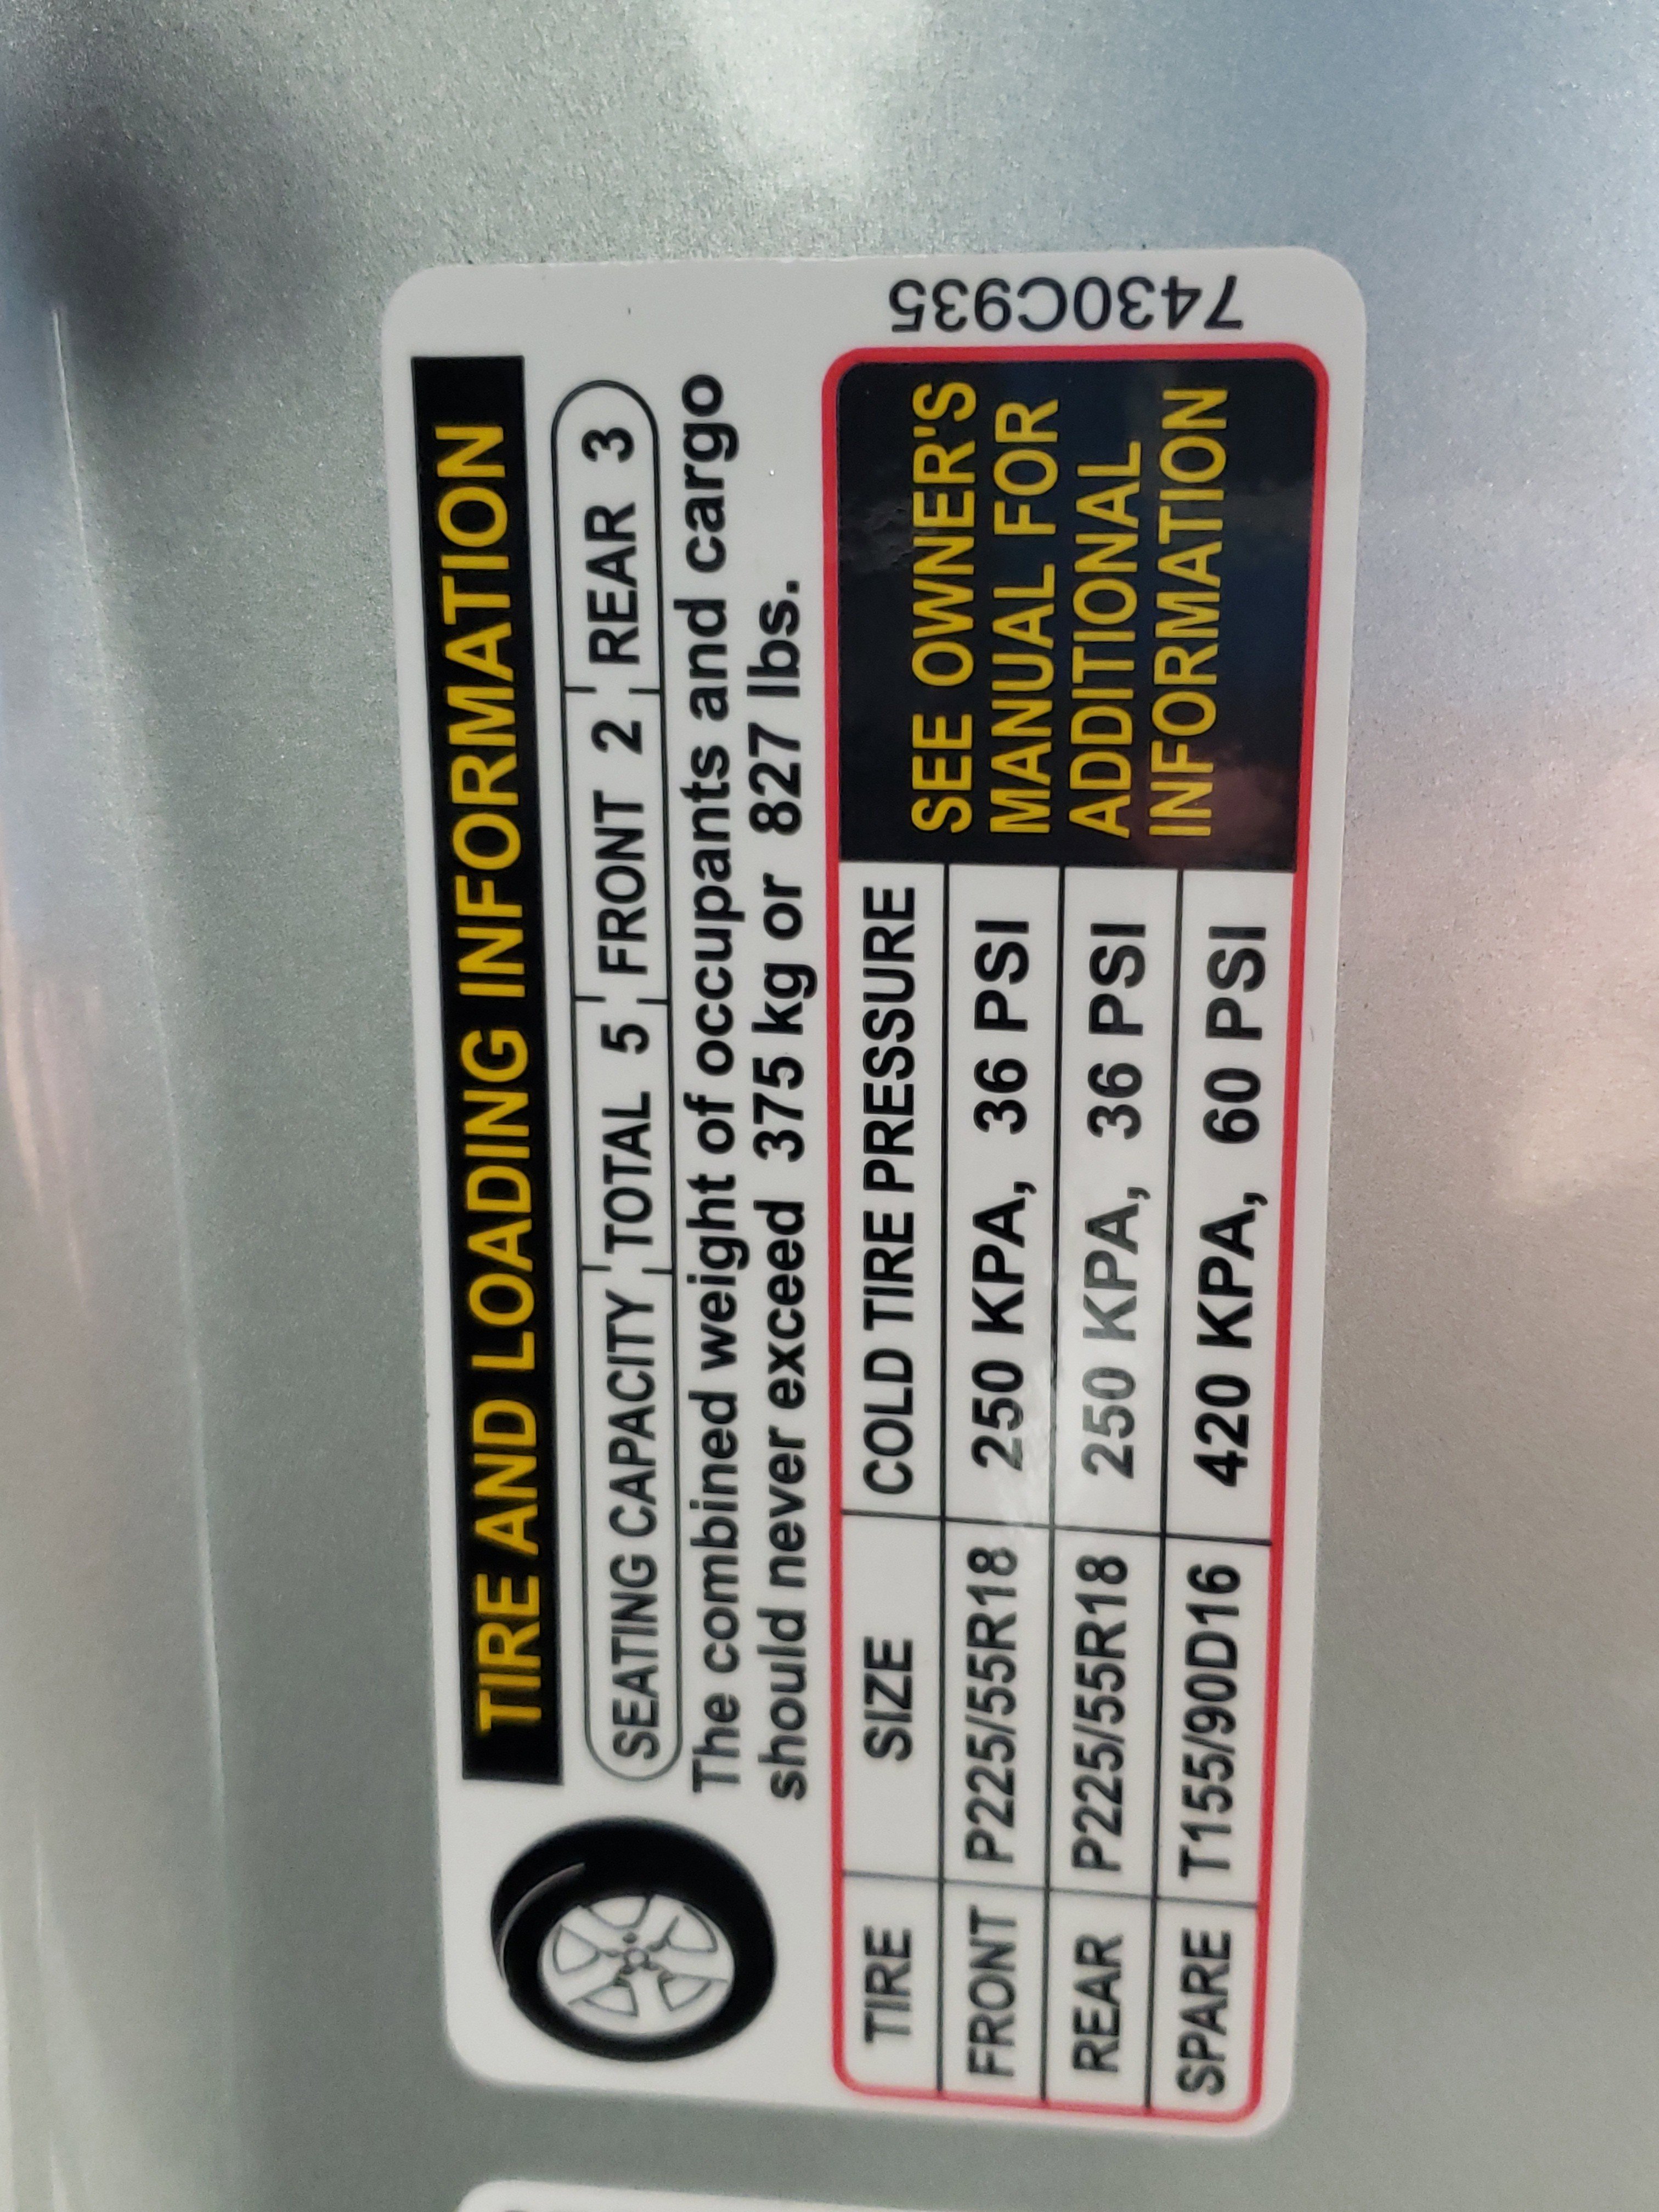 TIRE AND LOADING INFORMATION
SEATING CAPACITY TOTAL 5 FRONT 2 REAR 3
The combined weight of occupants and cargo
should never exceed 375 kg or 827 lbs.
TIRE SIZE COLD TIRE PRESSURE
FRONT P225/55R18 250 KPA, 36 PSI
REAR P225/55R18 250 KPA, 36 PSI
SPARE T155/90D16 420 KPA, 60 PSI
SEE OWNER'S
MANUAL FOR
ADDITIONAL
INFORMATION
7430C935